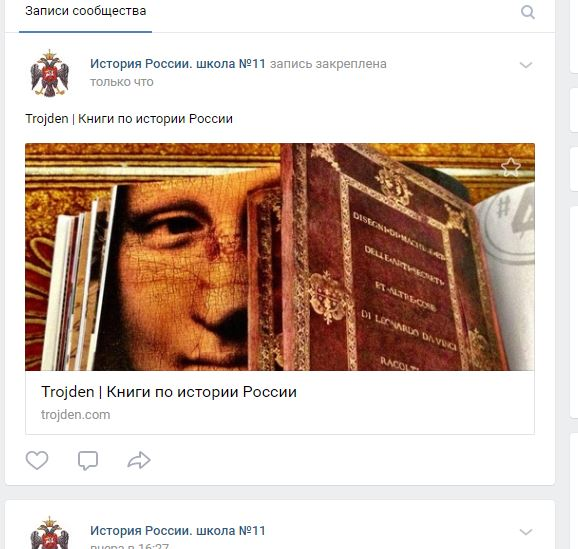 Записи сообщества
История России. школа №11 запись закреплена
только что
Trojden | Книги по истории России
#4
DISEGNI·DI·MACHINE·ET·
DELLE·ARTI·SECRETI·
ET·ALTRE·COSE
DI LEONARDO DA VINCI
RACOLTI
Trojden | Книги по истории России
trojden.com
История России. школа №11
вчера в 16:27